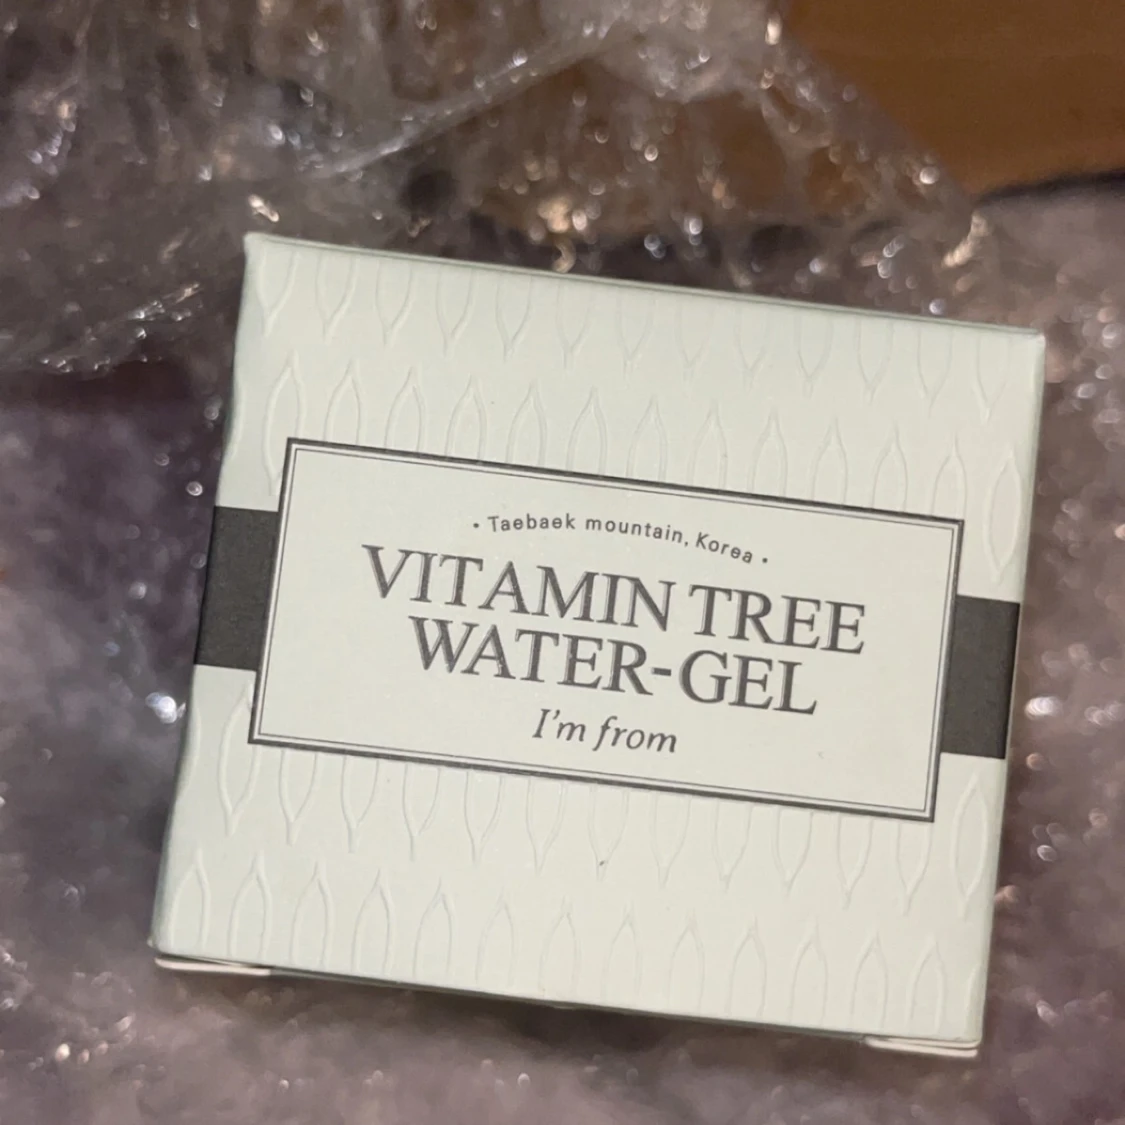 · Taebaek mountain, Korea ·
VITAMIN TREE
WATER-GEL
I'm from